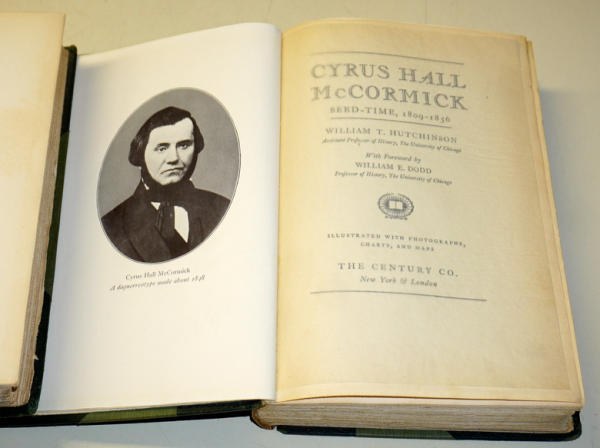 Cyrus Hall McCormick
A daguerreotype made about 1848
CYRUS HALL
McCORMICK
SEED-TIME, 1809-1856
WILLIAM T. HUTCHINSON
Assistant Professor of History, The University of Chicago
With Foreword by
WILLIAM E. DODD
Professor of History, The University of Chicago
ILLUSTRATED WITH PHOTOGRAPHS,
CHARTS, AND MAPS
THE CENTURY CO.
New York & London